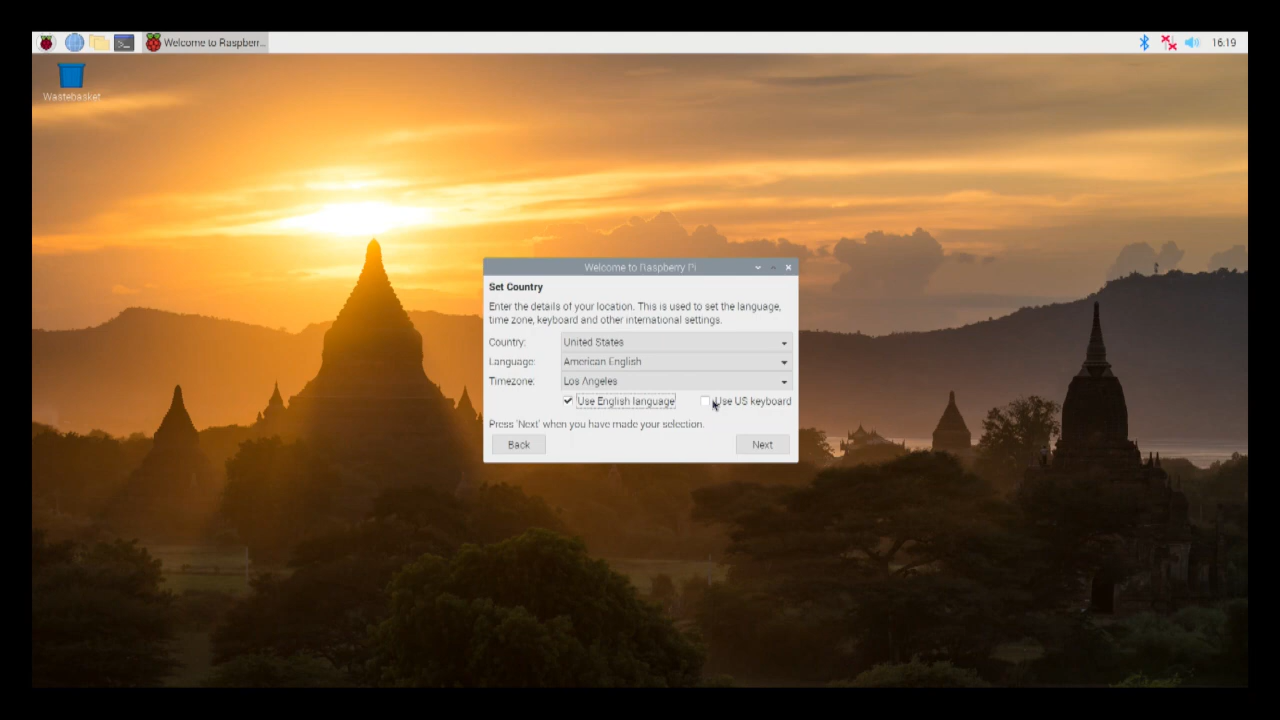 Welcome to Raspberr...
16:19
Wastebasket
Welcome to Raspberry Pi
Set Country
Enter the details of your location. This is used to set the language,
time zone, keyboard and other international settings.
Country: United States
Language: American English
Timezone: Los Angeles
Use English language Use US keyboard
Press 'Next' when you have made your selection.
Back Next